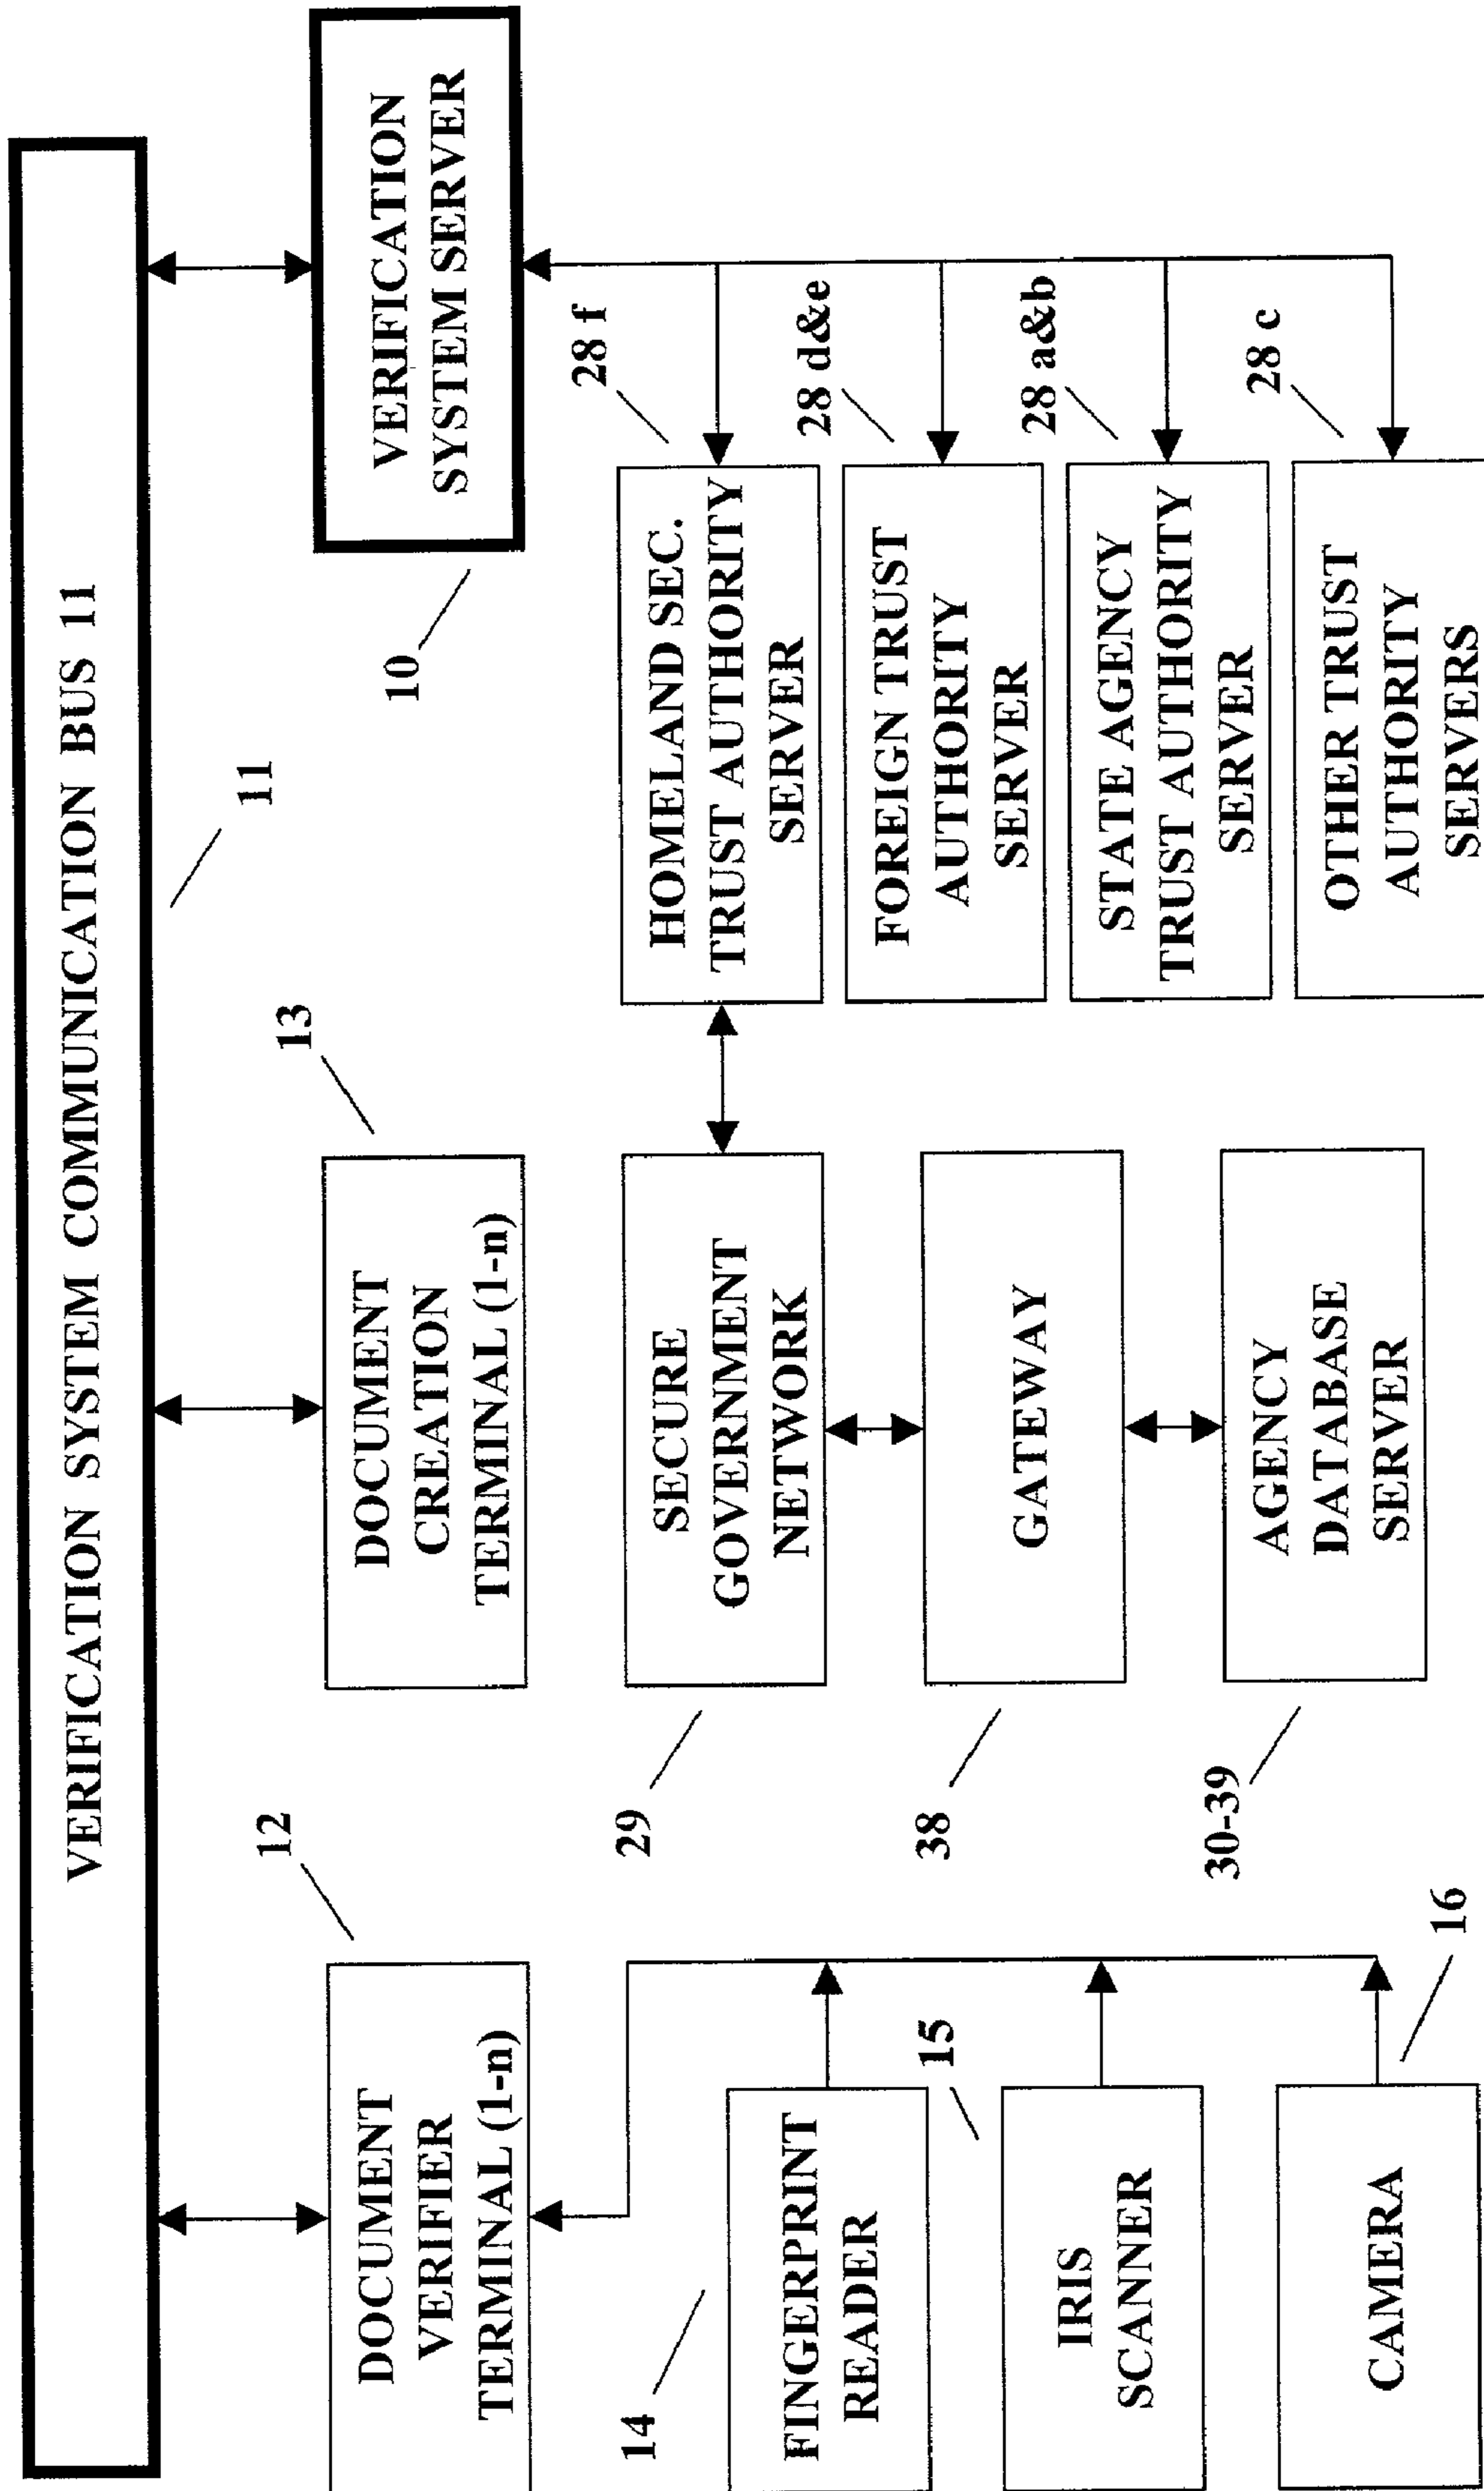 VERIFICATION SYSTEM COMMUNICATION BUS 11
11
12
DOCUMENT
VERIFIER
TERMINAL (1-n)
13
DOCUMENT
CREATION
TERMINAL (1-n)
VERIFICATION
SYSTEM SERVER
10
14
FINGERPRINT
READER
15
IRIS
SCANNER
16
CAMERA
29
SECURE
GOVERNMENT
NETWORK
38
GATEWAY
30-39
AGENCY
DATABASE
SERVER
28 f
HOMELAND SEC.
TRUST AUTHORITY
SERVER
28 d&e
FOREIGN TRUST
AUTHORITY
SERVER
28 a&b
STATE AGENCY
TRUST AUTHORITY
SERVER
28 c
OTHER TRUST
AUTHORITY
SERVERS